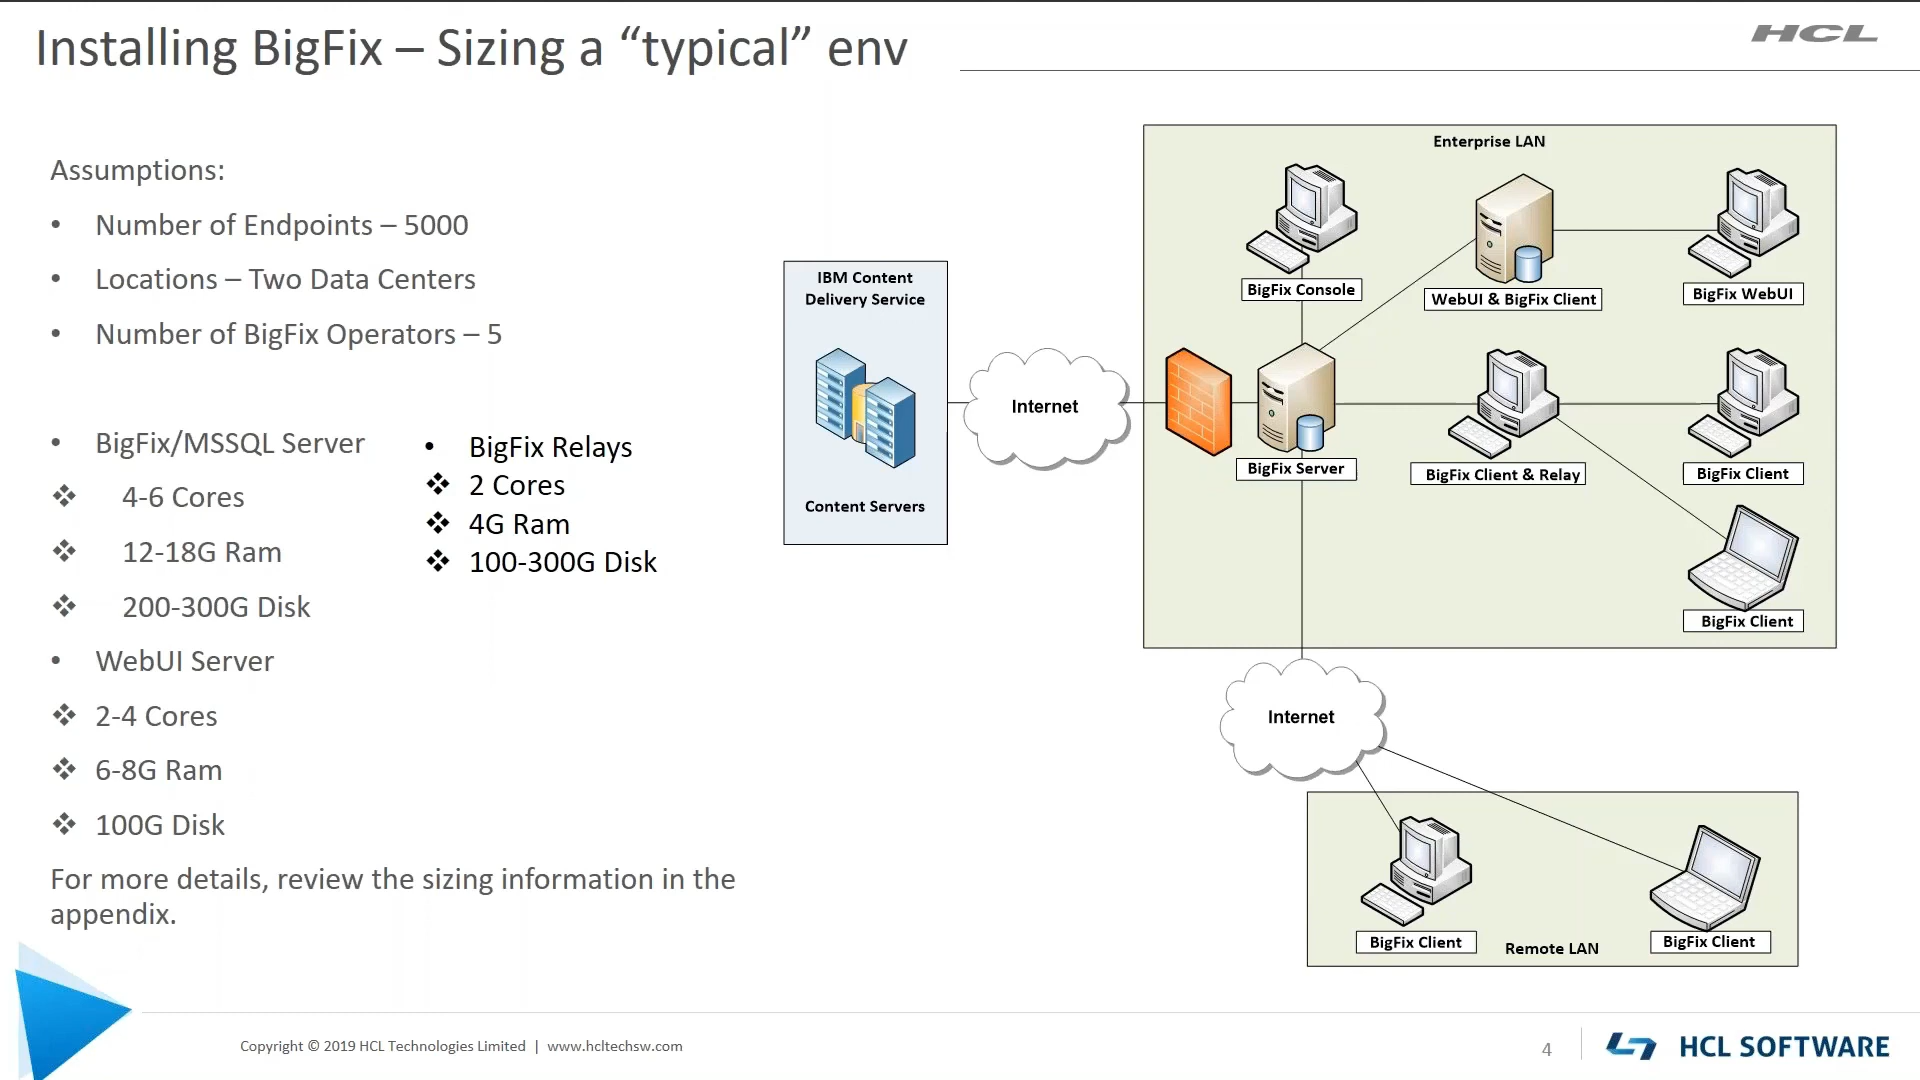 Installing BigFix – Sizing a “typical” env
HCL
Assumptions:
• Number of Endpoints – 5000
• Locations – Two Data Centers
• Number of BigFix Operators – 5
• BigFix/MSSQL Server
❖ 4-6 Cores
❖ 12-18G Ram
❖ 200-300G Disk
• WebUI Server
❖ 2-4 Cores
❖ 6-8G Ram
❖ 100G Disk
For more details, review the sizing information in the
appendix.
• BigFix Relays
❖ 2 Cores
❖ 4G Ram
❖ 100-300G Disk
IBM Content
Delivery Service
Content Servers
Internet
Enterprise LAN
BigFix Console
WebUI & BigFix Client
BigFix WebUI
BigFix Server
BigFix Client & Relay
BigFix Client
BigFix Client
Internet
BigFix Client
Remote LAN
BigFix Client
Copyright © 2019 HCL Technologies Limited | www.hcltechsw.com
4
HCL SOFTWARE